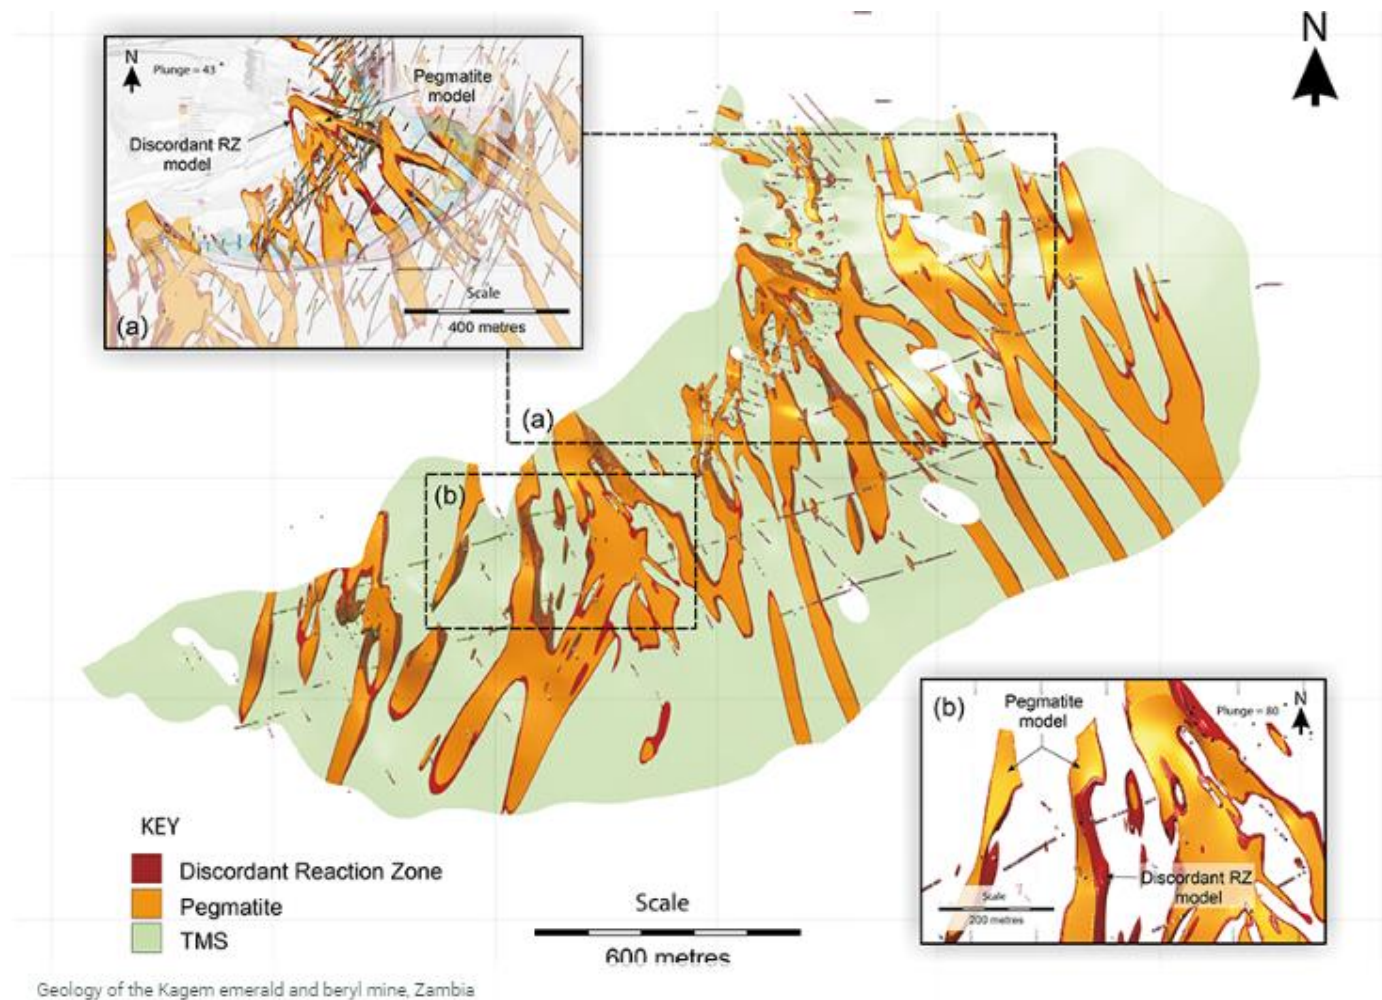 N
N
Plunge = 43 °
Pegmatite
model
Discordant RZ
model
Scale
400 metres
(a)
(a)
(b)
(b)
Pegmatite
model
Plunge = 80
N
Discordant RZ
model
Scale
200 metres
KEY
Discordant Reaction Zone
Pegmatite
TMS
Scale
600 metres
Geology of the Kagem emerald and beryl mine, Zambia